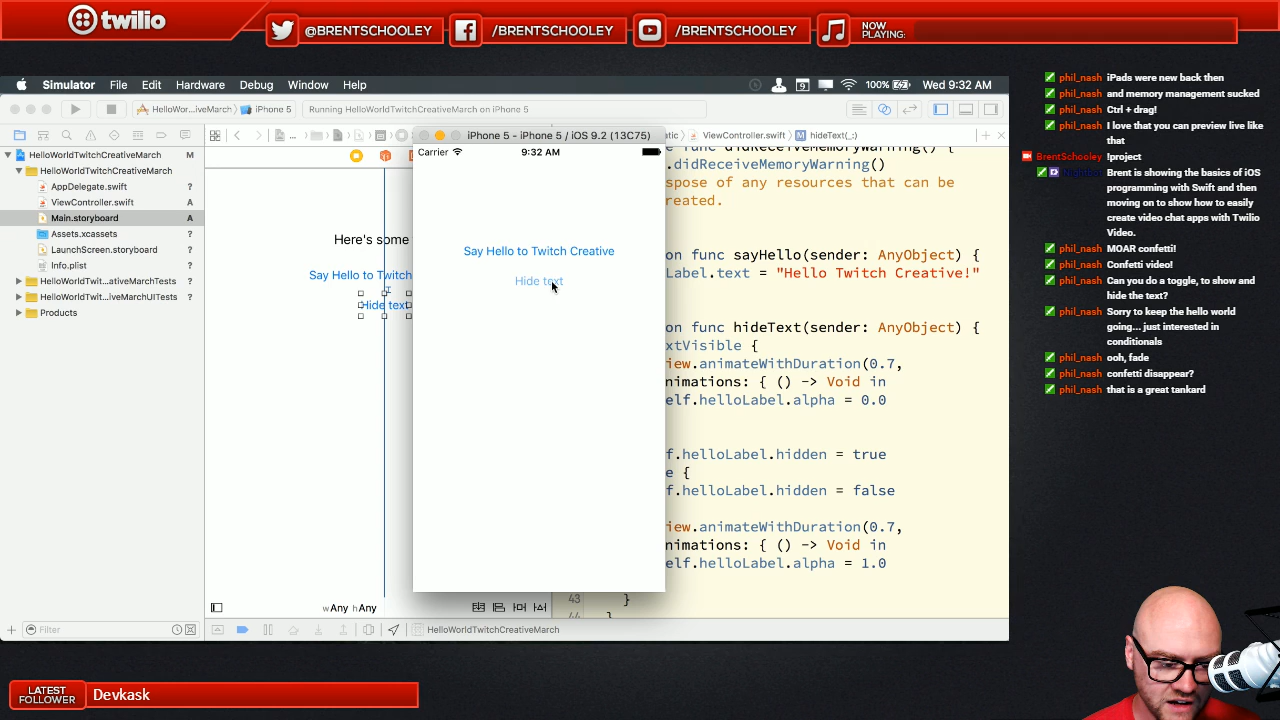 twilio
@BRENTSCHOOLEY
/BRENTSCHOOLEY
/BRENTSCHOOLEY
NOW PLAYING:
Simulator File Edit View Hardware Debug Window Help
100% Wed 9:32 AM
HelloWor...iveMarch iPhone 5
Running HelloWorldTwitchCreativeMarch on iPhone 5
iPhone 5 - iPhone 5 / iOS 9.2 (13C75)
ViewController.swift
hideText(_:)
HelloWorldTwitchCreativeMarch M
HelloWorldTwitchCreativeMarch
AppDelegate.swift ?
ViewController.swift A
Main.storyboard A
Assets.xcassets ?
LaunchScreen.storyboard ?
Info.plist ?
HelloWorldTwit...ativeMarchTests ?
HelloWorldTwit...iveMarchUITests ?
Products
Filter
Here's some
Say Hello to Twitch
Hide text
wAny hAny
Carrier
9:32 AM
Say Hello to Twitch Creative
Hide text
didReceiveMemoryWarning()
.didReceiveMemoryWarning()
spose of any resources that can be
reated.
on func sayHello(sender: AnyObject) {
Label.text = "Hello Twitch Creative!"
on func hideText(sender: AnyObject) {
xtVisible {
iew.animateWithDuration(0.7,
nimations: { () -> Void in
elf.helloLabel.alpha = 0.0
f.helloLabel.hidden = true
e {
f.helloLabel.hidden = false
iew.animateWithDuration(0.7,
nimations: { () -> Void in
elf.helloLabel.alpha = 1.0
43 }
44 }
HelloWorldTwitchCreativeMarch
phil_nash iPads were new back then
phil_nash and memory management sucked
phil_nash Ctrl + drag!
phil_nash I love that you can preview live like
that
BrentSchooley !project
Nightbot Brent is showing the basics of iOS
programming with Swift and then
moving on to show how to easily
create video chat apps with Twilio
Video.
phil_nash MOAR confetti!
phil_nash Confetti video!
phil_nash Can you do a toggle, to show and
hide the text?
phil_nash Sorry to keep the hello world
going... just interested in
conditionals
phil_nash ooh, fade
phil_nash confetti disappear?
phil_nash that is a great tankard
LATEST FOLLOWER
Devkask